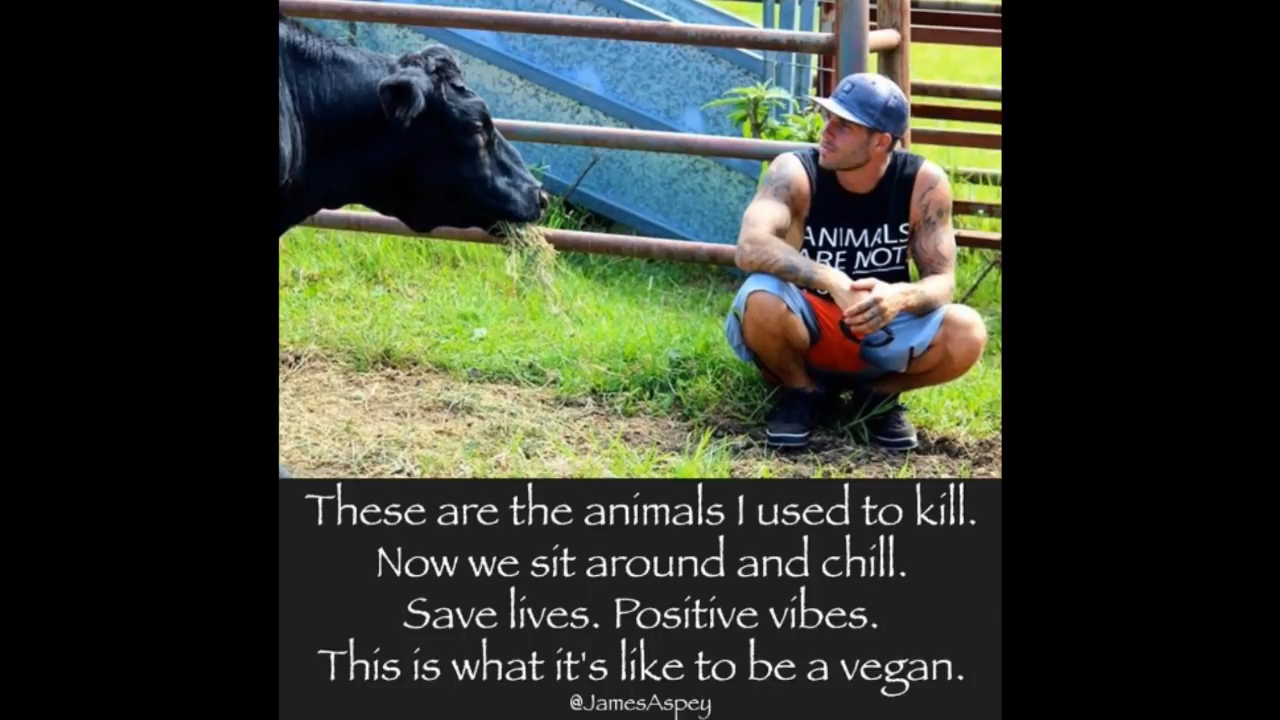 ANIMALS
ARE NOT
These are the animals I used to kill.
Now we sit around and chill.
Save lives. Positive vibes.
This is what it's like to be a vegan.
@JamesAspey